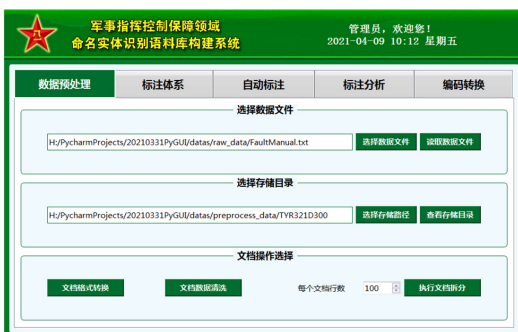 军事指挥控制保障领域
命名实体识别语料库构建系统
管理员，欢迎您！
2021-04-09 10:12 星期五
数据预处理 标注体系 自动标注 标注分析 编码转换
选择数据文件
H:/PycharmProjects/20210331PyGUI/datas/raw_data/FaultManual.txt 选择数据文件 读取数据文件
选择存储目录
H:/PycharmProjects/20210331PyGUI/datas/preprocess_data/TYR321D300 选择存储路径 查看存储目录
文档操作选择
文档格式转换 文档数据清洗 每个文档行数 100 执行文档拆分